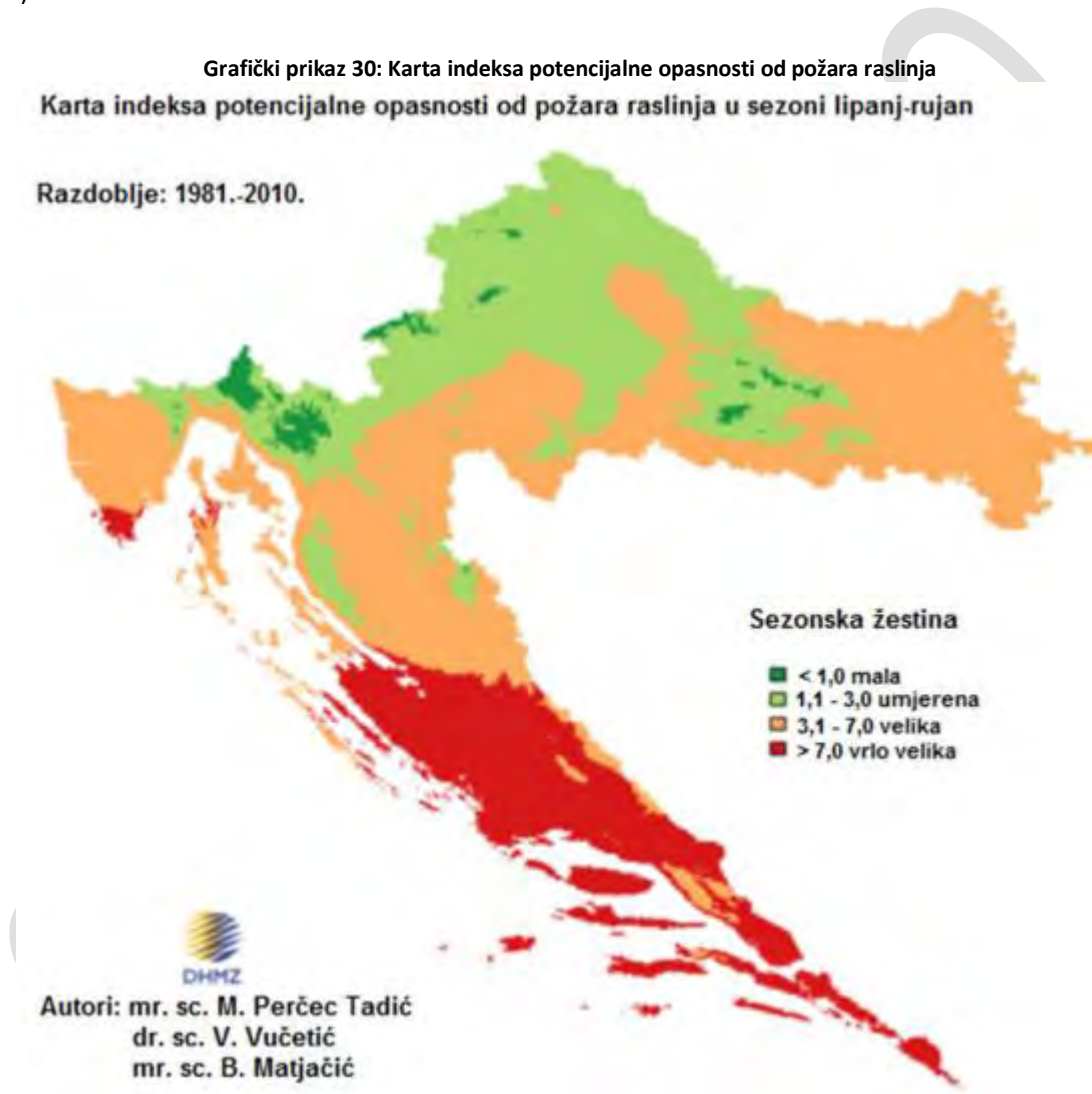 Grafički prikaz 30: Karta indeksa potencijalne opasnosti od požara raslinja
Karta indeksa potencijalne opasnosti od požara raslinja u sezoni lipanj-rujan
Razdoblje: 1981.-2010.
Sezonska žestina
< 1,0 mala
1,1 - 3,0 umjerena
3,1 - 7,0 velika
> 7,0 vrlo velika
DHMZ
Autori: mr. sc. M. Perčec Tadić
dr. sc. V. Vučetić
mr. sc. B. Matjačić